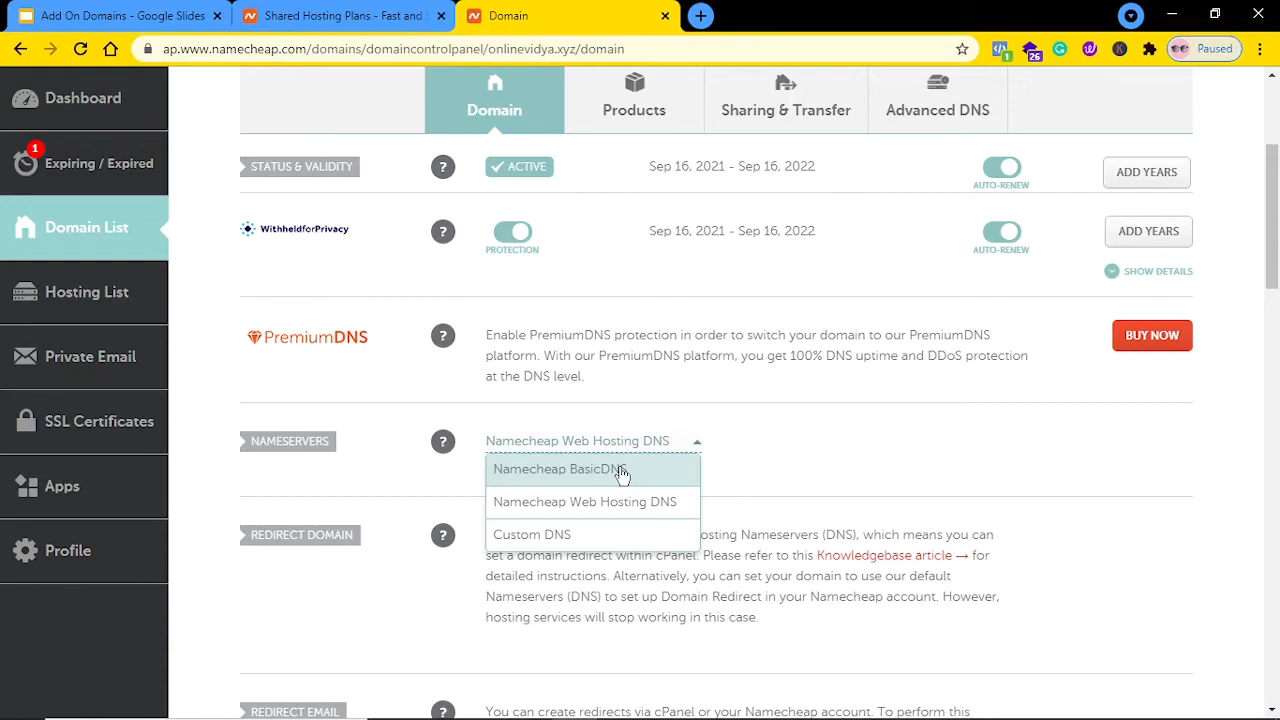 Add On Domains - Google Slides
Shared Hosting Plans - Fast and S
Domain
ap.www.namecheap.com/domains/domaincontrolpanel/onlinevidya.xyz/domain
1
26
Paused
Dashboard
1
Expiring / Expired
Domain List
Hosting List
Private Email
SSL Certificates
Apps
Profile
Domain
Products
Sharing & Transfer
Advanced DNS
STATUS & VALIDITY
?
ACTIVE
Sep 16, 2021 - Sep 16, 2022
AUTO-RENEW
ADD YEARS
WithheldforPrivacy
?
PROTECTION
Sep 16, 2021 - Sep 16, 2022
AUTO-RENEW
ADD YEARS
SHOW DETAILS
PremiumDNS
?
Enable PremiumDNS protection in order to switch your domain to our PremiumDNS
platform. With our PremiumDNS platform, you get 100% DNS uptime and DDoS protection
at the DNS level.
BUY NOW
NAMESERVERS
?
Namecheap Web Hosting DNS
Namecheap BasicDNS
Namecheap Web Hosting DNS
Custom DNS
REDIRECT DOMAIN
?
osting Nameservers (DNS), which means you can
set a domain redirect within cPanel. Please refer to this Knowledgebase article → for
detailed instructions. Alternatively, you can set your domain to use our default
Nameservers (DNS) to set up Domain Redirect in your Namecheap account. However,
hosting services will stop working in this case.
REDIRECT EMAIL
?
You can create redirects via cPanel or your Namecheap account. To perform this